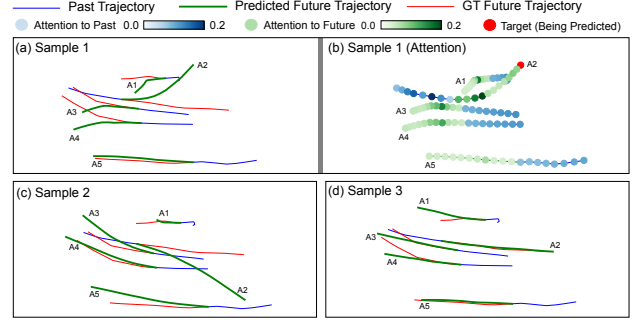 Past Trajectory Predicted Future Trajectory GT Future Trajectory
0.0 0.2 0.0 0.2
Attention to Past Attention to Future Target (Being Predicted)
(a) Sample 1
A2
A1
A3
A4
A5
(b) Sample 1 (Attention)
A2
A1
A3
A4
A5
(c) Sample 2
A3
A1
A4
A5
A2
(d) Sample 3
A1
A3
A2
A4
A5